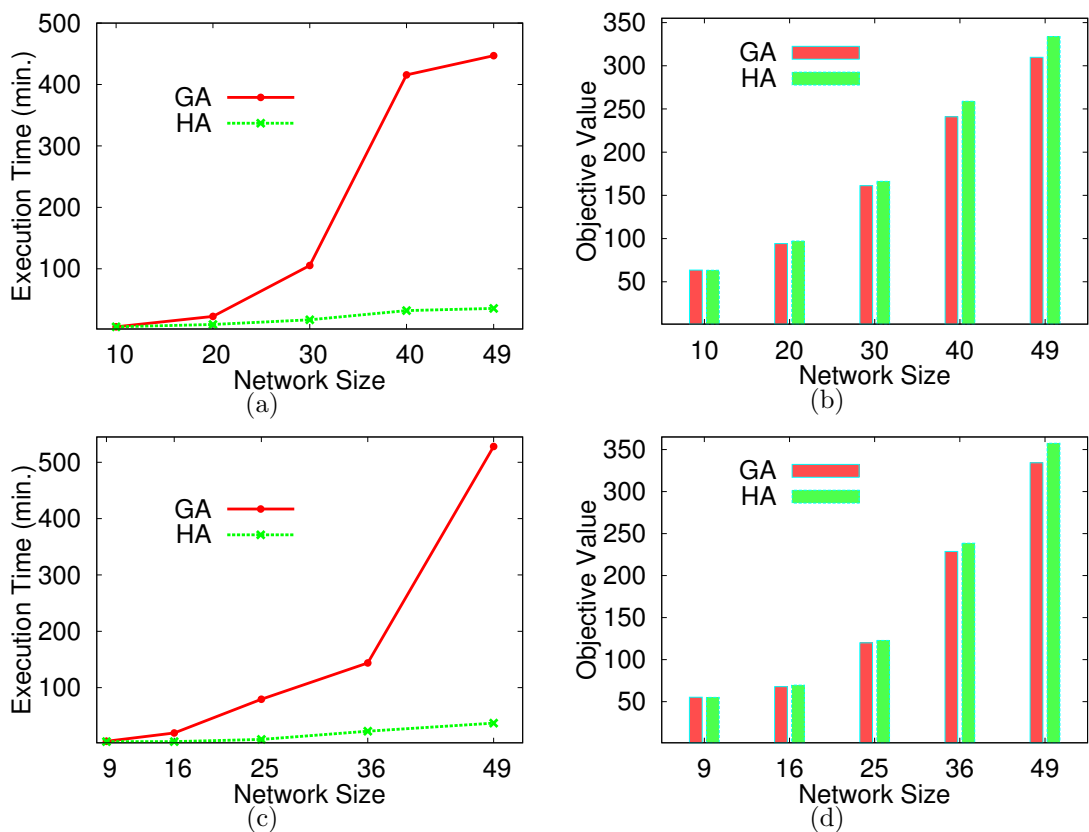 500
400
300
200
100
Execution Time (min.)
GA
HA
10 20 30 40 49
Network Size
(a)
350
300
250
200
150
100
50
Objective Value
GA
HA
10 20 30 40 49
Network Size
(b)
500
400
300
200
100
Execution Time (min.)
GA
HA
9 16 25 36 49
Network Size
(c)
350
300
250
200
150
100
50
Objective Value
GA
HA
9 16 25 36 49
Network Size
(d)